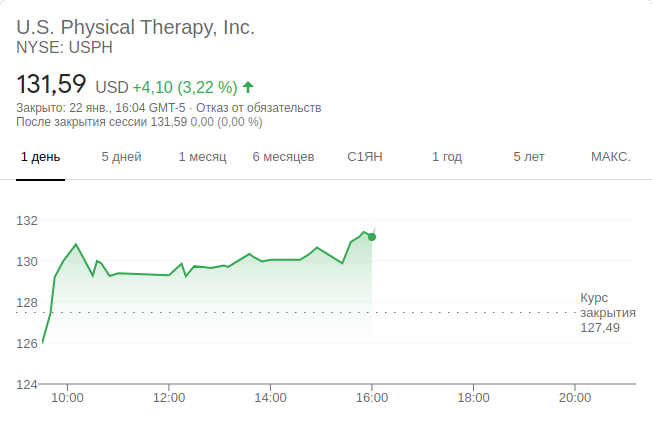 U.S. Physical Therapy, Inc.
NYSE: USPH
131,59 USD +4,10 (3,22 %)
Закрыто: 22 янв., 16:04 GMT-5 · Отказ от обязательств
После закрытия сессии 131,59 0,00 (0,00 %)
1 день 5 дней 1 месяц 6 месяцев С1ЯН 1 год 5 лет МАКС.
132
130
128
126
124
Курс
закрытия
127,49
10:00 12:00 14:00 16:00 18:00 20:00